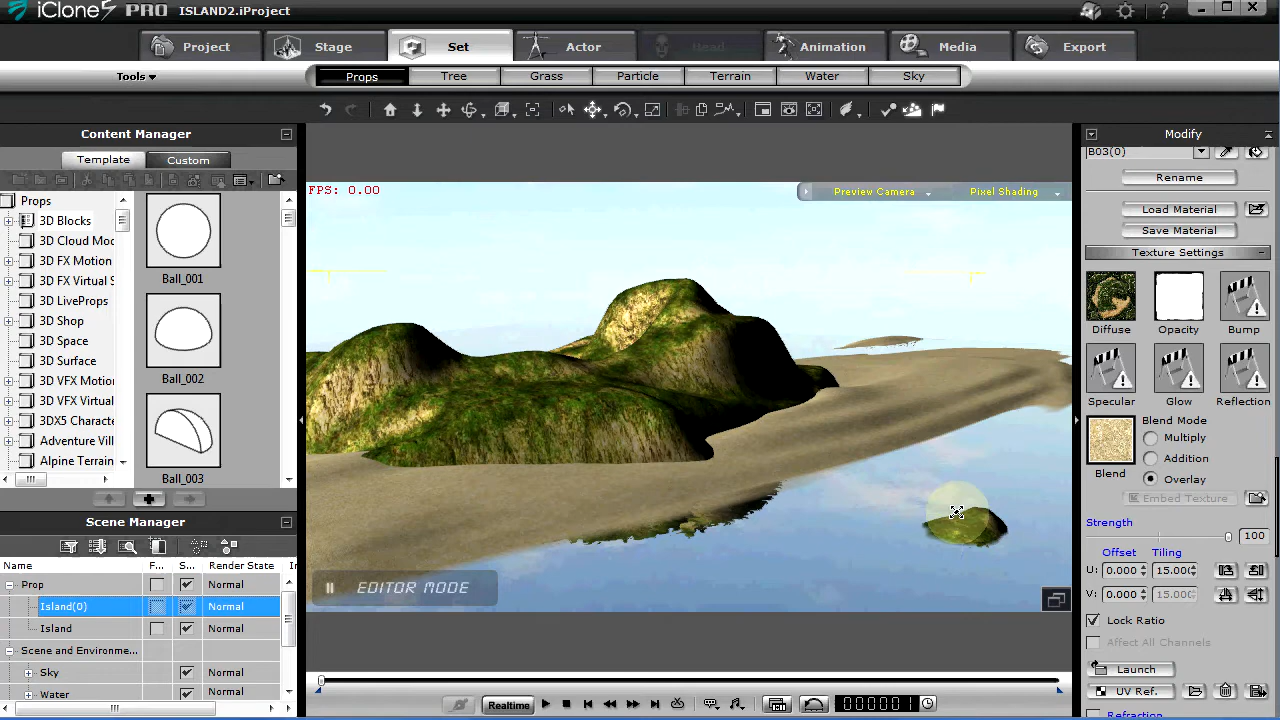 iClone5 PRO ISLAND2.iProject
Project Stage Set Actor Head Animation Media Export
Tools
Props Tree Grass Particle Terrain Water Sky
Content Manager
Template Custom
Props
3D Blocks
3D Cloud Moc
3D FX Motion
3D FX Virtual S
3D LiveProps
3D Shop
3D Space
3D Surface
3D VFX Motion
3D VFX Virtual
3DX5 Characte
Adventure Vill
Alpine Terrain
Ball_001
Ball_002
Ball_003
Scene Manager
Name F... S... Render State
Prop Normal
Island(0) Normal
Island Normal
Scene and Environme... Normal
Sky Normal
Water Normal
FPS: 0.00
Preview Camera Pixel Shading
EDITOR MODE
Realtime
00000 1
Modify
B03(0)
Rename
Load Material
Save Material
Texture Settings
Diffuse Opacity Bump
Specular Glow Reflection
Blend
Blend Mode
Multiply
Addition
Overlay
Embed Texture
Strength
100
Offset Tiling
U: 0.000 15.000
V: 0.000 15.000
Lock Ratio
Affect All Channels
Launch
UV Ref.
Refraction